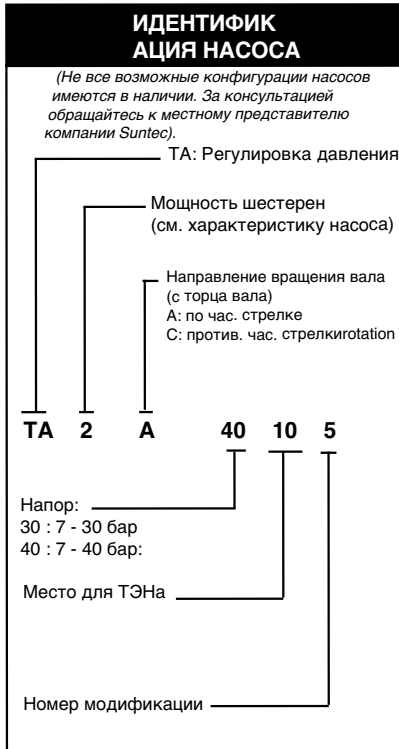 ИДЕНТИФИК
АЦИЯ НАСОСА
(Не все возможные конфигурации насосов
имеются в наличии. За консультацией
обращайтесь к местному представителю
компании Suntec).
ТА: Регулировка давления
Мощность шестерен
(см. характеристику насоса)
Направление вращения вала
(с торца вала)
А: по час. стрелке
С: против. час. стрелкиrotation
TA 2 A 40 10 5
Напор:
30 : 7 - 30 бар
40 : 7 - 40 бар:
Место для ТЭНа
Номер модификации